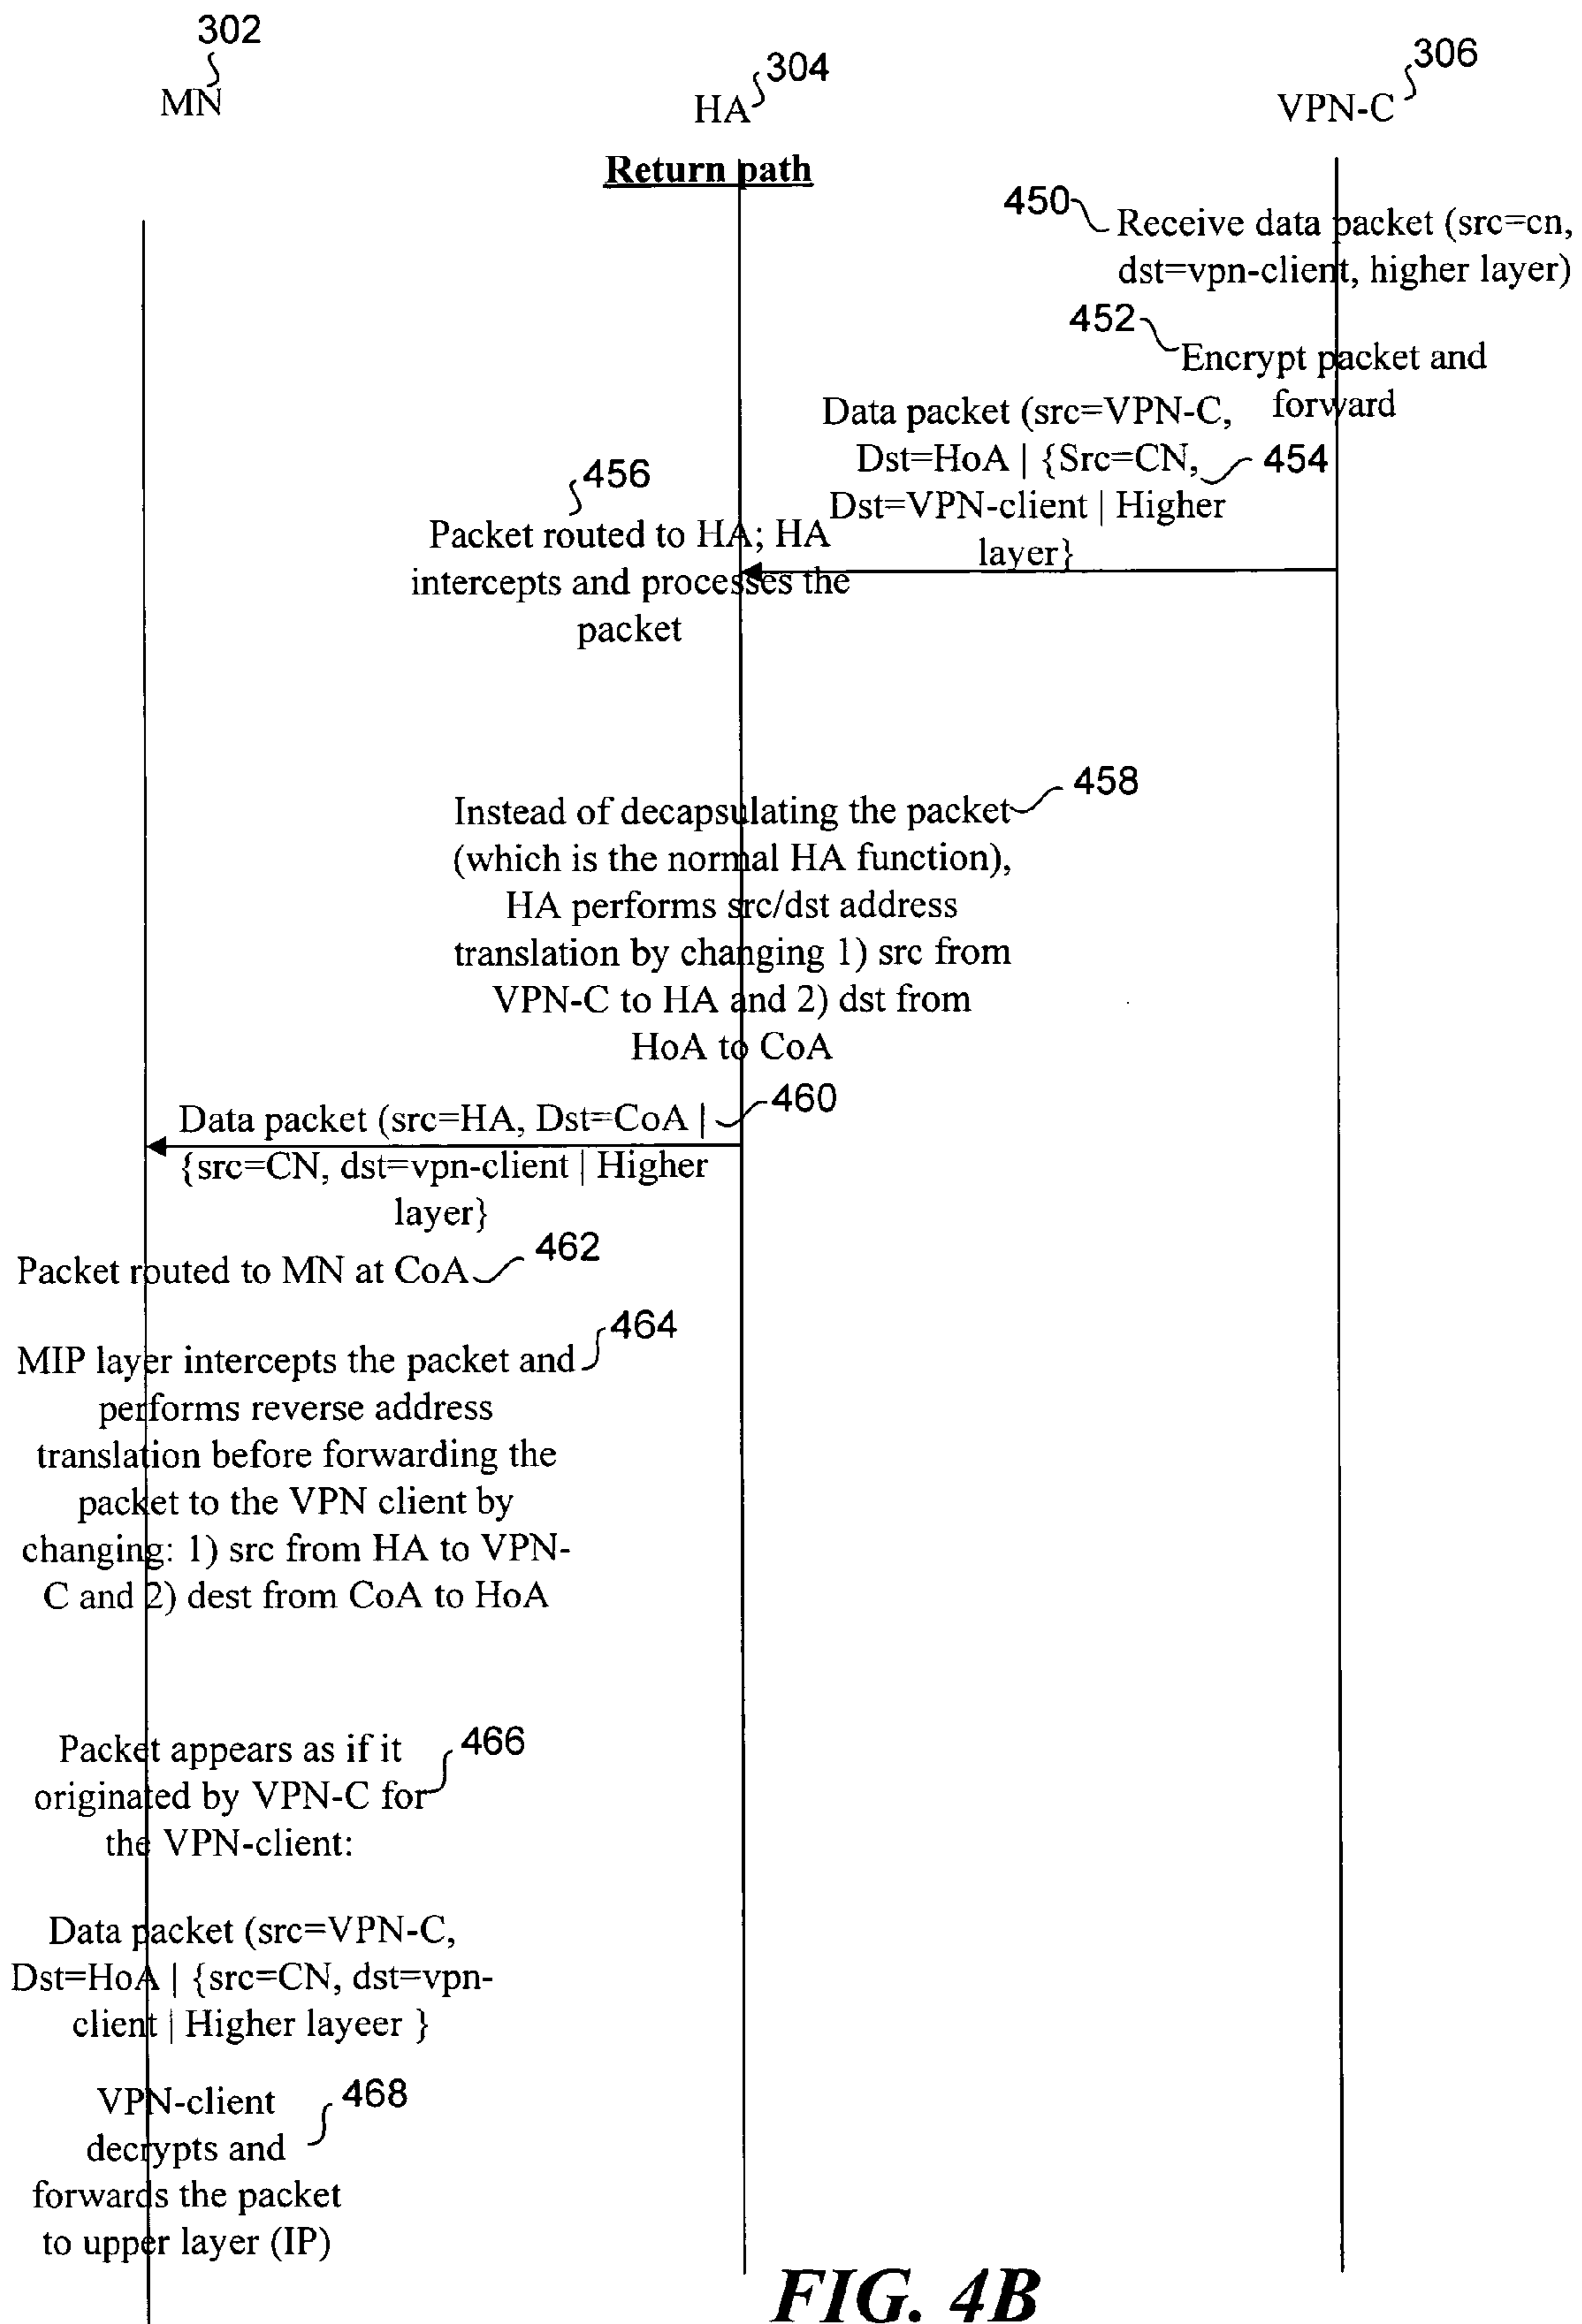 302
MN
304
HA
306
VPN-C
Return path
450
Receive data packet (src=cn,
dst=vpn-client, higher layer)
452
Encrypt packet and
forward
Data packet (src=VPN-C,
Dst=HoA | {Src=CN,
454
Dst=VPN-client | Higher
layer}
456
Packet routed to HA; HA
intercepts and processes the
packet
458
Instead of decapsulating the packet
(which is the normal HA function),
HA performs src/dst address
translation by changing 1) src from
VPN-C to HA and 2) dst from
HoA to CoA
460
Data packet (src=HA, Dst=CoA |
{src=CN, dst=vpn-client | Higher
layer}
462
Packet routed to MN at CoA
464
MIP layer intercepts the packet and
performs reverse address
translation before forwarding the
packet to the VPN client by
changing: 1) src from HA to VPN-
C and 2) dest from CoA to HoA
466
Packet appears as if it
originated by VPN-C for
the VPN-client:
Data packet (src=VPN-C,
Dst=HoA | {src=CN, dst=vpn-
client | Higher layeer }
468
VPN-client
decrypts and
forwards the packet
to upper layer (IP)
FIG. 4B